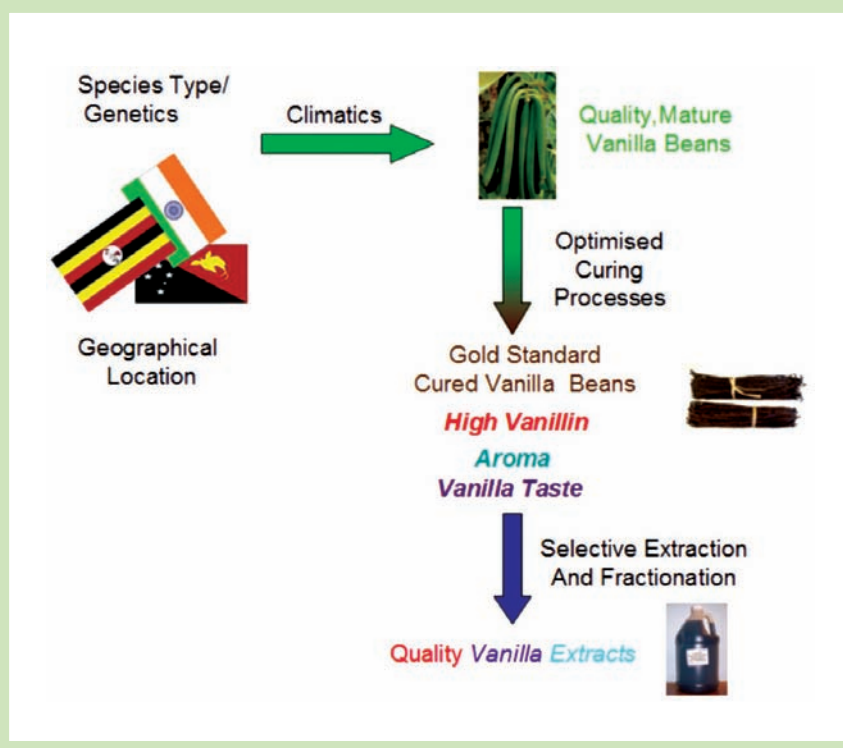 Species Type/
Genetics
Climatics
Quality,Mature
Vanilla Beans
Geographical
Location
Optimised
Curing
Processes
Gold Standard
Cured Vanilla Beans
High Vanillin
Aroma
Vanilla Taste
Selective Extraction
And Fractionation
Quality Vanilla Extracts